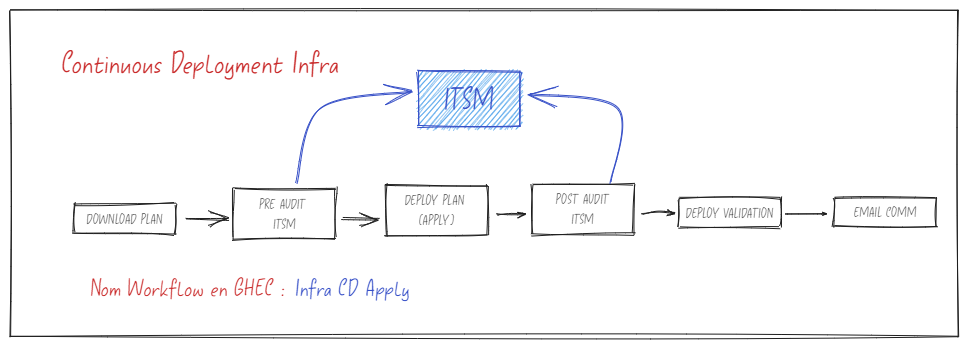 Continuous Deployment Infra
ITSM
DOWNLOAD PLAN
PRE AUDIT
ITSM
DEPLOY PLAN
(APPLY)
POST AUDIT
ITSM
DEPLOY VALIDATION
EMAIL COMM
Nom Workflow en GHEC : Infra CD Apply